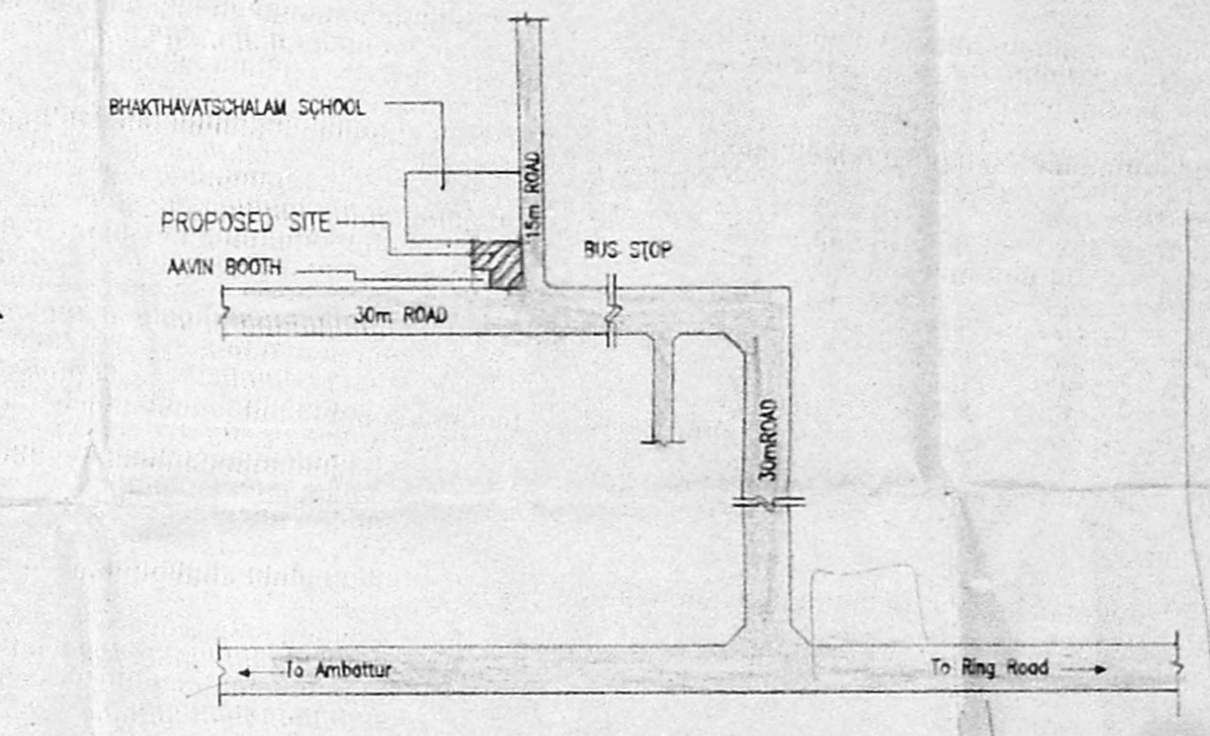 BHAKTHAVATSCHALAM SCHOOL
15m ROAD
PROPOSED SITE
AAVIN BOOTH
BUS STOP
30m ROAD
30mROAD
To Ambattur
To Ring Road